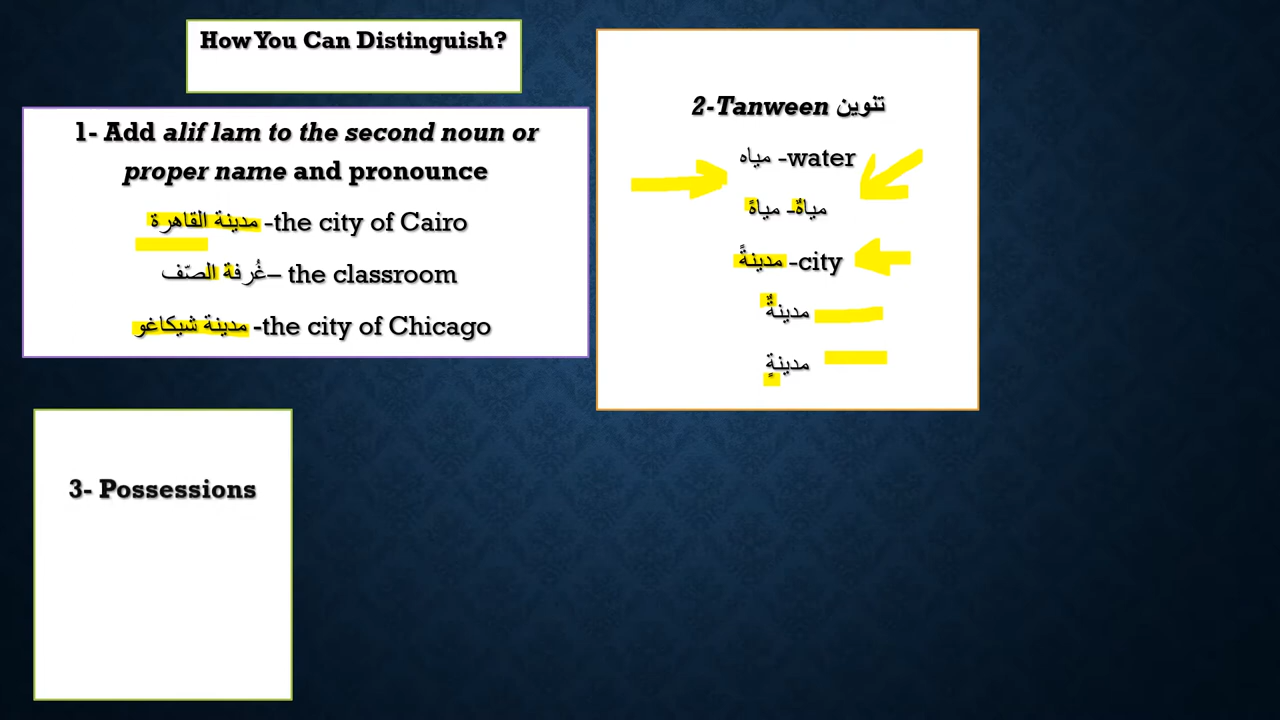 How You Can Distinguish?
1- Add alif lam to the second noun or
proper name and pronounce
مدينة القاهرة -the city of Cairo
غُرفة الصّف – the classroom
مدينة شيكاغو -the city of Chicago
2-Tanween تنوين
مياه -water
مياهٌ- مياهً
مدينةً -city
مدينةٌ
مدينةٍ
3- Possessions